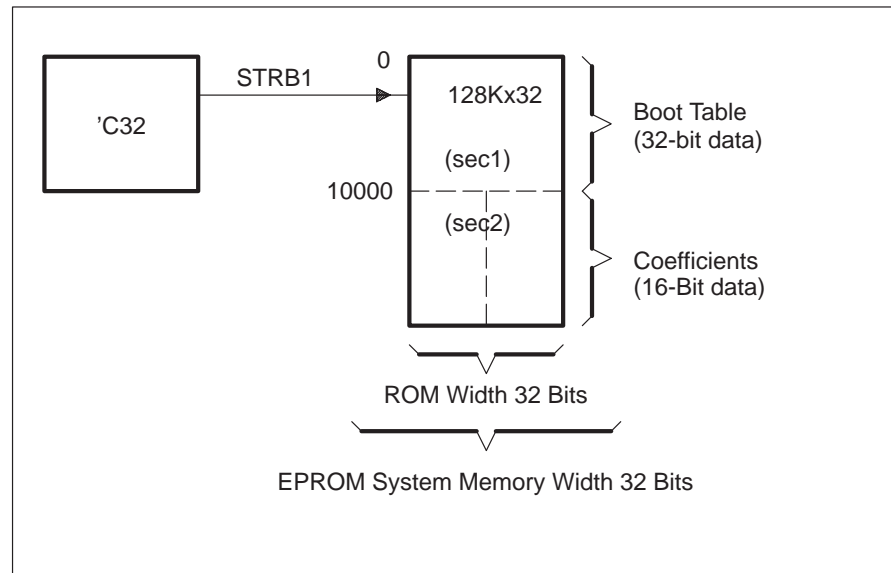 0
STRB1
128Kx32
'C32
Boot Table
(32-bit data)
(sec1)
10000
(sec2)
Coefficients
(16-Bit data)
ROM Width 32 Bits
EPROM System Memory Width 32 Bits